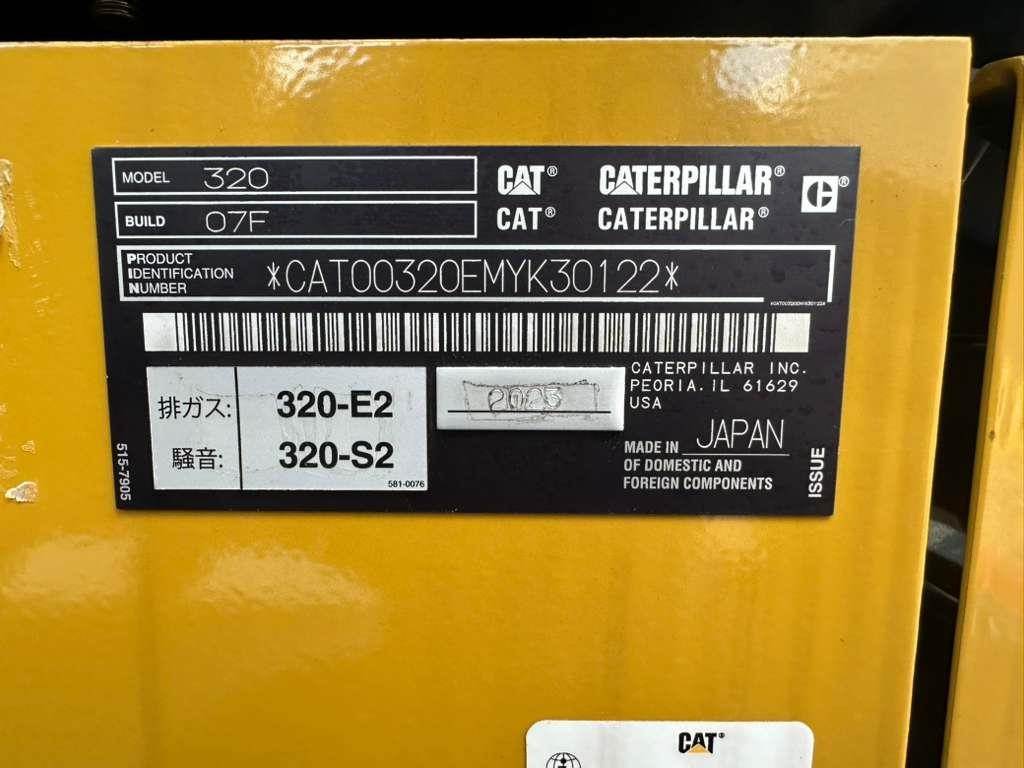 MODEL 320
BUILD 07F
CAT® CATERPILLAR®
CAT® CATERPILLAR®
PRODUCT
IDENTIFICATION
NUMBER
*CAT00320EMYK30122*
*CAT00320EMYK30122*
排ガス: 320-E2
騒音: 320-S2
581-0076
2023
CATERPILLAR INC.
PEORIA, IL 61629
USA
MADE IN JAPAN
OF DOMESTIC AND
FOREIGN COMPONENTS
515-7905
ISSUE
CAT®